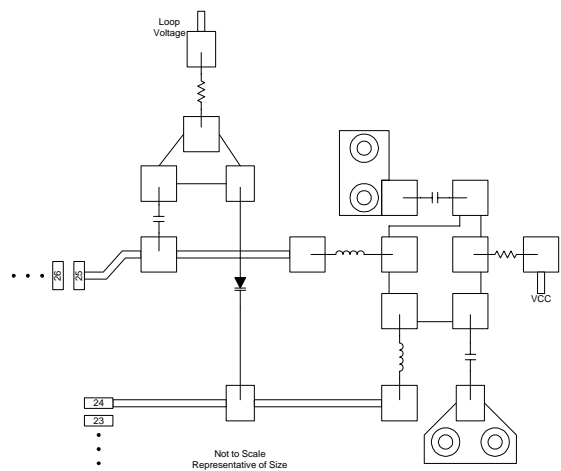 Loop
Voltage
26
25
VCC
24
23
Not to Scale
Representative of Size